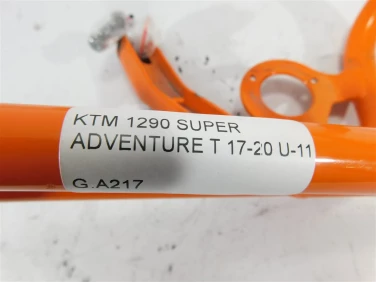 KTM 1290 SUPER
ADVENTURE T 17-20 U-11
G.A217